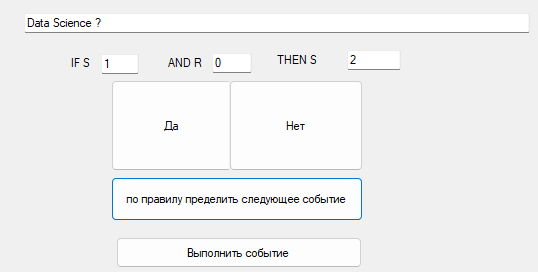 Data Science ?
IF S 1 AND R 0 THEN S 2
Да Нет
по правилу пределить следующее событие
Выполнить событие